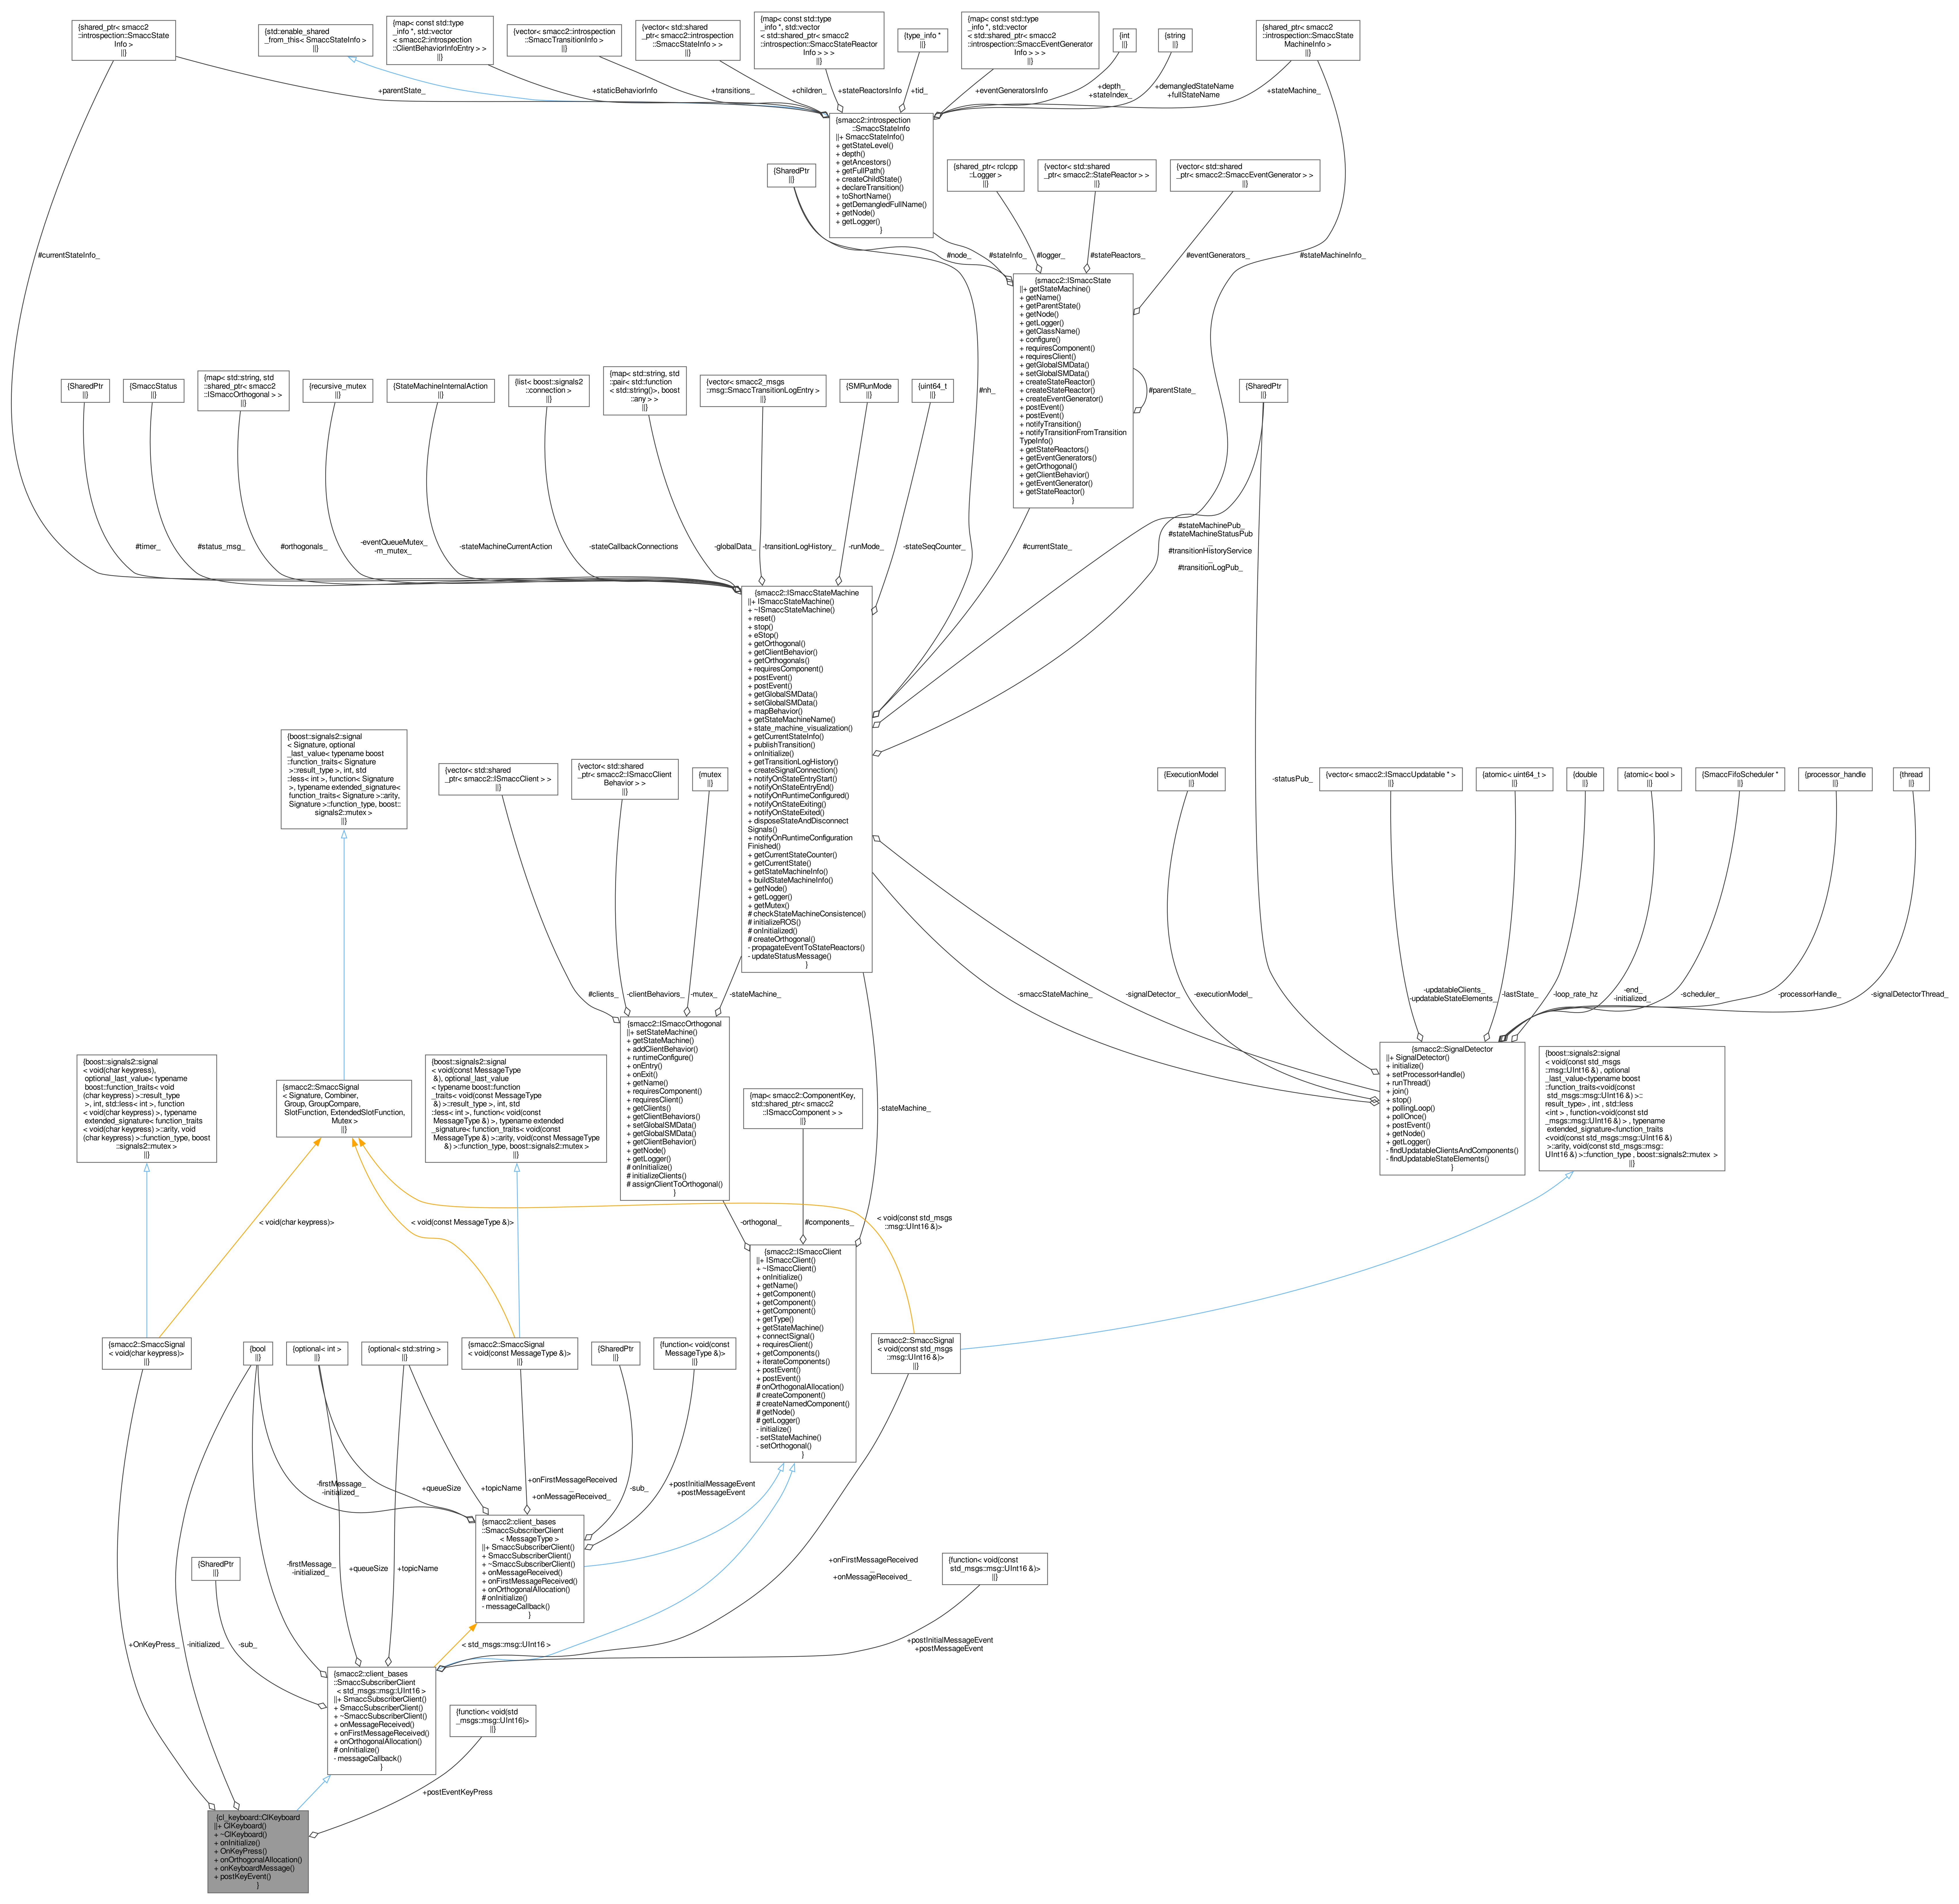 {shared_ptr< smacc2
::introspection::SmaccState
Info >
||}
{std::enable_shared
_from_this< SmaccStateInfo >
||}
{map< const std::type
_info *, std::vector
< smacc2::introspection
::ClientBehaviorInfoEntry > >
||}
{vector< smacc2::introspection
::SmaccTransitionInfo >
||}
{vector< std::shared
_ptr< smacc2::introspection
::SmaccStateInfo > >
||}
{map< const std::type
_info *, std::vector
< std::shared_ptr< smacc2
::introspection::SmaccStateReactor
Info > > >
||}
{type_info *
||}
{map< const std::type
_info *, std::vector
< std::shared_ptr< smacc2
::introspection::SmaccEventGenerator
Info > > >
||}
{int
||}
{string
||}
{shared_ptr< smacc2
::introspection::SmaccState
MachineInfo >
||}
+parentState_
+staticBehaviorInfo
+transitions_
+children_
+stateReactorsInfo
+tid_
+eventGeneratorsInfo
+depth_
+stateIndex_
+demangledStateName
+fullStateName
+stateMachine_
{smacc2::introspection
::SmaccStateInfo
||+ SmaccStateInfo()
+ getStateLevel()
+ depth()
+ getAncestors()
+ getFullPath()
+ createChildState()
+ declareTransition()
+ toShortName()
+ getDemangledFullName()
+ getNode()
+ getLogger()
}
{SharedPtr
||}
{shared_ptr< rclcpp
::Logger >
||}
{vector< std::shared
_ptr< smacc2::StateReactor > >
||}
{vector< std::shared
_ptr< smacc2::SmaccEventGenerator > >
||}
#currentStateInfo_
#node_
#stateInfo_
#logger_
#stateReactors_
#eventGenerators_
#stateMachineInfo_
{smacc2::ISmaccState
||+ getStateMachine()
+ getName()
+ getParentState()
+ getNode()
+ getLogger()
+ getClassName()
+ configure()
+ requiresComponent()
+ requiresClient()
+ getGlobalSMData()
+ setGlobalSMData()
+ createStateReactor()
+ createStateReactor()
+ createEventGenerator()
+ postEvent()
+ postEvent()
+ notifyTransition()
+ notifyTransitionFromTransition
TypeInfo()
+ getStateReactors()
+ getEventGenerators()
+ getOrthogonal()
+ getClientBehavior()
+ getEventGenerator()
+ getStateReactor()
}
#parentState_
{SharedPtr
||}
{SmaccStatus
||}
{map< std::string, std
::shared_ptr< smacc2
::ISmaccOrthogonal > >
||}
{recursive_mutex
||}
{StateMachineInternalAction
||}
{list< boost::signals2
::connection >
||}
{map< std::string, std
::pair< std::function
< std::string()>, boost
::any > >
||}
{vector< smacc2_msgs
::msg::SmaccTransitionLogEntry >
||}
{SMRunMode
||}
{uint64_t
||}
#nh_
{SharedPtr
||}
#timer_
#status_msg_
#orthogonals_
-eventQueueMutex_
-m_mutex_
-stateMachineCurrentAction
-stateCallbackConnections
-globalData_
-transitionLogHistory_
-runMode_
-stateSeqCounter_
#currentState_
#stateMachinePub_
#stateMachineStatusPub
_
#transitionHistoryService
_
#transitionLogPub_
{smacc2::ISmaccStateMachine
||+ ISmaccStateMachine()
+ ~ISmaccStateMachine()
+ reset()
+ stop()
+ eStop()
+ getOrthogonal()
+ getClientBehavior()
+ getOrthogonals()
+ requiresComponent()
+ postEvent()
+ postEvent()
+ getGlobalSMData()
+ setGlobalSMData()
+ mapBehavior()
+ getStateMachineName()
+ state_machine_visualization()
+ getCurrentStateInfo()
+ publishTransition()
+ onInitialize()
+ getTransitionLogHistory()
+ createSignalConnection()
+ notifyOnStateEntryStart()
+ notifyOnStateEntryEnd()
+ notifyOnRuntimeConfigured()
+ notifyOnStateExiting()
+ notifyOnStateExited()
+ disposeStateAndDisconnect
Signals()
+ notifyOnRuntimeConfiguration
Finished()
+ getCurrentStateCounter()
+ getCurrentState()
+ getStateMachineInfo()
+ buildStateMachineInfo()
+ getNode()
+ getLogger()
+ getMutex()
# checkStateMachineConsistence()
# initializeROS()
# onInitialized()
# createOrthogonal()
- propagateEventToStateReactors()
- updateStatusMessage()
}
{boost::signals2::signal
< Signature, optional
_last_value< typename boost
::function_traits< Signature
>::result_type >, int, std
::less< int >, function< Signature
>, typename extended_signature<
function_traits< Signature >::arity,
Signature >::function_type, boost::
signals2::mutex >
||}
{vector< std::shared
_ptr< smacc2::ISmaccClient > >
||}
{vector< std::shared
_ptr< smacc2::ISmaccClient
Behavior > >
||}
{mutex
||}
{ExecutionModel
||}
-statusPub_
{vector< smacc2::ISmaccUpdatable * >
||}
{atomic< uint64_t >
||}
{double
||}
{atomic< bool >
||}
{SmaccFifoScheduler *
||}
{processor_handle
||}
{thread
||}
#clients_
-clientBehaviors_
-mutex_
-stateMachine_
-smaccStateMachine_
-signalDetector_
-executionModel_
-updatableClients_
-updatableStateElements_
-lastState_
-loop_rate_hz
-end_
-initialized_
-scheduler_
-processorHandle_
-signalDetectorThread_
{smacc2::ISmaccOrthogonal
||+ setStateMachine()
+ getStateMachine()
+ addClientBehavior()
+ runtimeConfigure()
+ onEntry()
+ onExit()
+ getName()
+ requiresComponent()
+ requiresClient()
+ getClients()
+ getClientBehaviors()
+ setGlobalSMData()
+ getGlobalSMData()
+ getClientBehavior()
+ getNode()
+ getLogger()
# onInitialize()
# initializeClients()
# assignClientToOrthogonal()
}
{smacc2::SignalDetector
||+ SignalDetector()
+ initialize()
+ setProcessorHandle()
+ runThread()
+ join()
+ stop()
+ pollingLoop()
+ pollOnce()
+ postEvent()
+ getNode()
+ getLogger()
- findUpdatableClientsAndComponents()
- findUpdatableStateElements()
}
{boost::signals2::signal
< void(const std_msgs
::msg::UInt16 &) , optional
_last_value<typename boost
::function_traits<void(const
std_msgs::msg::UInt16 &) >::
result_type> , int , std::less
<int > , function<void(const std
_msgs::msg::UInt16 &) > , typename
extended_signature<function_traits
<void(const std_msgs::msg::UInt16 &)
>::arity, void(const std_msgs::msg::
UInt16 &) >::function_type , boost::signals2::mutex >
||}
{boost::signals2::signal
< void(char keypress),
optional_last_value< typename
boost::function_traits< void
(char keypress) >::result_type
>, int, std::less< int >, function
< void(char keypress) >, typename
extended_signature< function_traits
< void(char keypress) >::arity, void
(char keypress) >::function_type, boost
::signals2::mutex >
||}
{smacc2::SmaccSignal
< Signature, Combiner,
Group, GroupCompare,
SlotFunction, ExtendedSlotFunction,
Mutex >
||}
{boost::signals2::signal
< void(const MessageType
&), optional_last_value
< typename boost::function
_traits< void(const MessageType
&) >::result_type >, int, std
::less< int >, function< void(const
MessageType &) >, typename extended
_signature< function_traits< void(const
MessageType &) >::arity, void(const MessageType
&) >::function_type, boost::signals2::mutex >
||}
{map< smacc2::ComponentKey,
std::shared_ptr< smacc2
::ISmaccComponent > >
||}
-stateMachine_
< void(char keypress)>
< void(const MessageType &)>
-orthogonal_
#components_
< void(const std_msgs
::msg::UInt16 &)>
{smacc2::ISmaccClient
||+ ISmaccClient()
+ ~ISmaccClient()
+ onInitialize()
+ getName()
+ getComponent()
+ getComponent()
+ getComponent()
+ getType()
+ getStateMachine()
+ connectSignal()
+ requiresClient()
+ getComponents()
+ iterateComponents()
+ postEvent()
+ postEvent()
# onOrthogonalAllocation()
# createComponent()
# createNamedComponent()
# getNode()
# getLogger()
- initialize()
- setStateMachine()
- setOrthogonal()
}
{smacc2::SmaccSignal
< void(char keypress)>
||}
{bool
||}
{optional< int >
||}
{optional< std::string >
||}
{smacc2::SmaccSignal
< void(const MessageType &)>
||}
{SharedPtr
||}
{function< void(const
MessageType &)>
||}
{smacc2::SmaccSignal
< void(const std_msgs
::msg::UInt16 &)>
||}
-firstMessage_
-initialized_
+queueSize
+topicName
+onFirstMessageReceived
_
+onMessageReceived_
-sub_
+postInitialMessageEvent
+postMessageEvent
{smacc2::client_bases
::SmaccSubscriberClient
< MessageType >
||+ SmaccSubscriberClient()
+ SmaccSubscriberClient()
+ ~SmaccSubscriberClient()
+ onMessageReceived()
+ onFirstMessageReceived()
+ onOrthogonalAllocation()
# onInitialize()
- messageCallback()
}
{SharedPtr
||}
-firstMessage_
-initialized_
+queueSize
+topicName
+onFirstMessageReceived
_
+onMessageReceived_
{function< void(const
std_msgs::msg::UInt16 &)>
||}
+OnKeyPress_
-initialized_
-sub_
< std_msgs::msg::UInt16 >
+postInitialMessageEvent
+postMessageEvent
{smacc2::client_bases
::SmaccSubscriberClient
< std_msgs::msg::UInt16 >
||+ SmaccSubscriberClient()
+ SmaccSubscriberClient()
+ ~SmaccSubscriberClient()
+ onMessageReceived()
+ onFirstMessageReceived()
+ onOrthogonalAllocation()
# onInitialize()
- messageCallback()
}
{function< void(std
_msgs::msg::UInt16)>
||}
+postEventKeyPress
{cl_keyboard::ClKeyboard
||+ ClKeyboard()
+ ~ClKeyboard()
+ onInitialize()
+ OnKeyPress()
+ onOrthogonalAllocation()
+ onKeyboardMessage()
+ postKeyEvent()
}